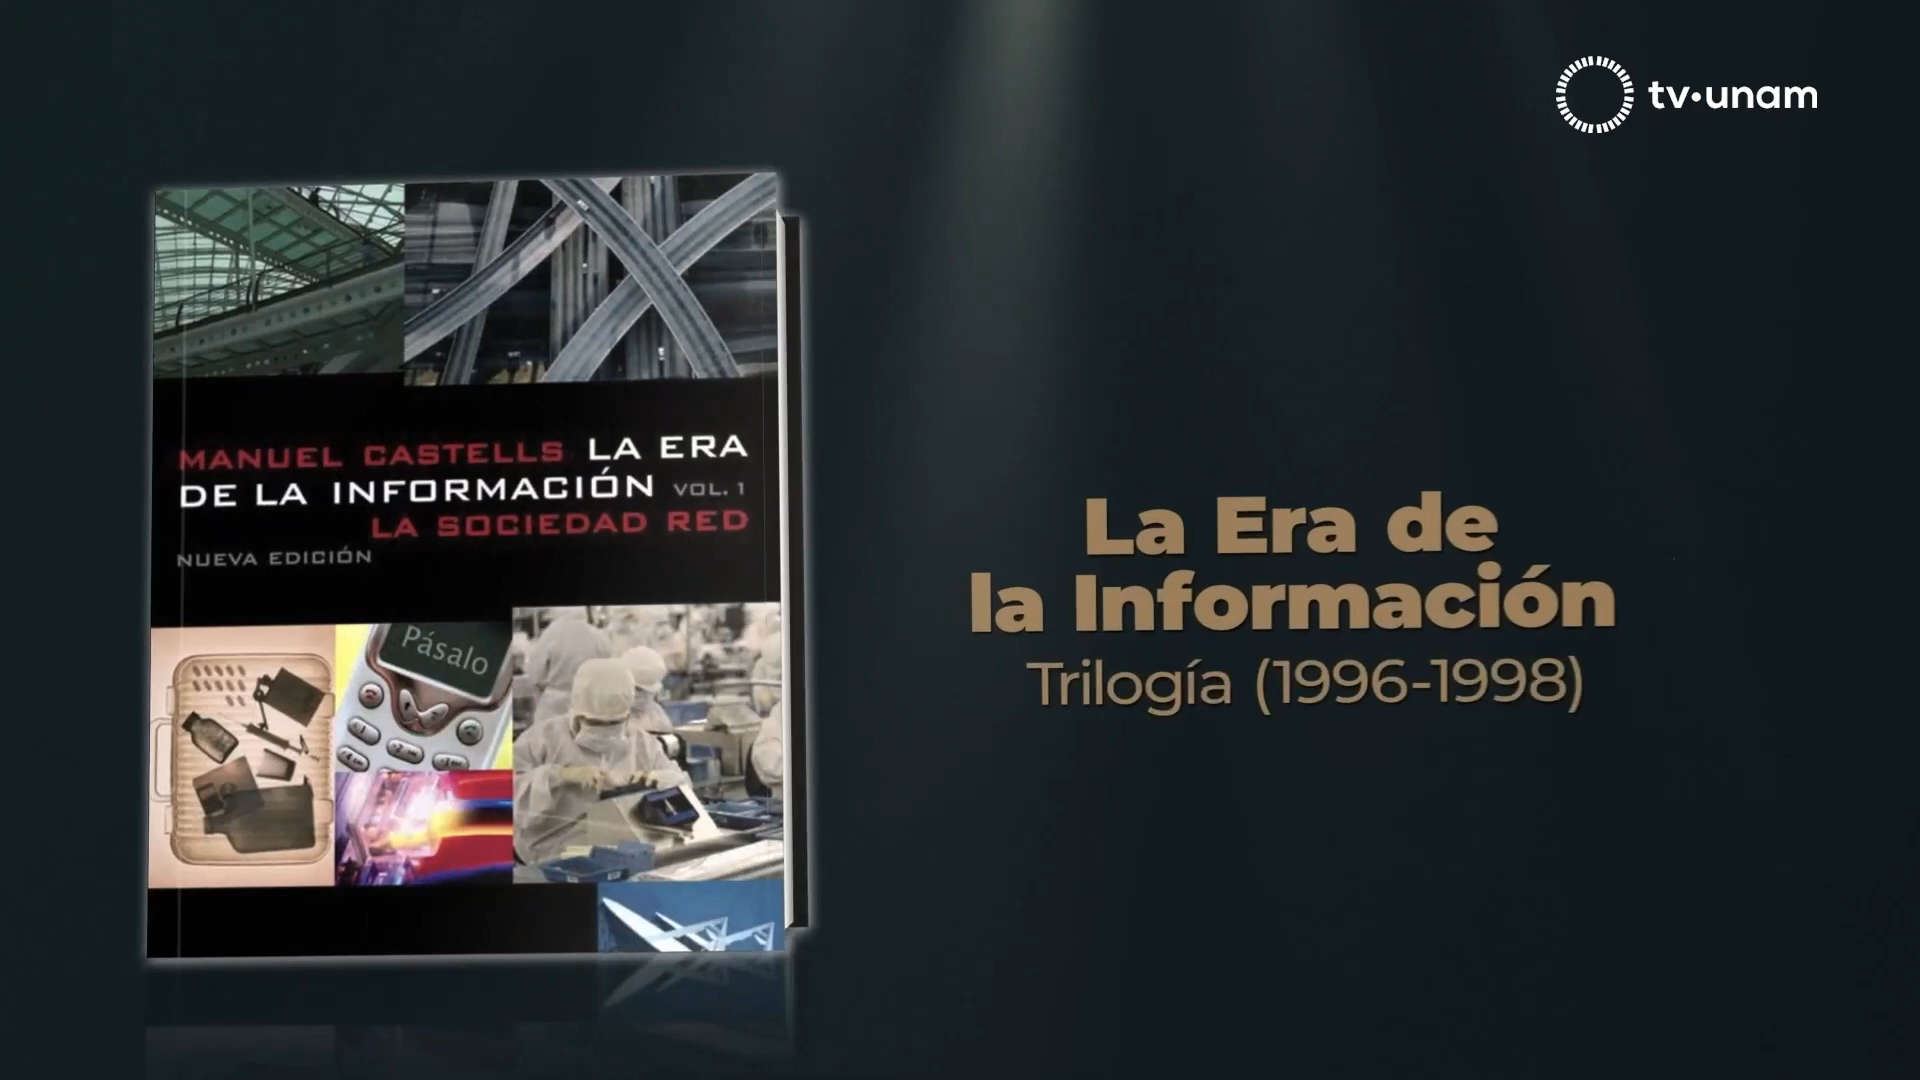 tv·unam
MANUEL CASTELLS LA ERA
DE LA INFORMACIÓN VOL. 1
LA SOCIEDAD RED
NUEVA EDICIÓN
Pásalo
La Era de
la Información
Trilogía (1996-1998)